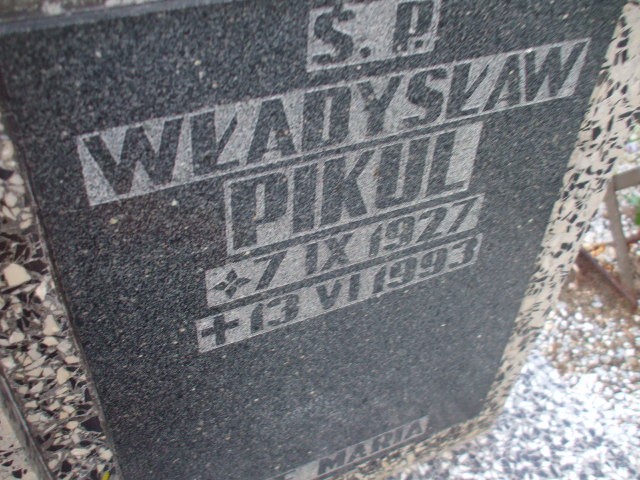 Ś. P.
WŁADYSŁAW
PIKUL
7 IX 1927
+ 13 VI 1993
MARIA